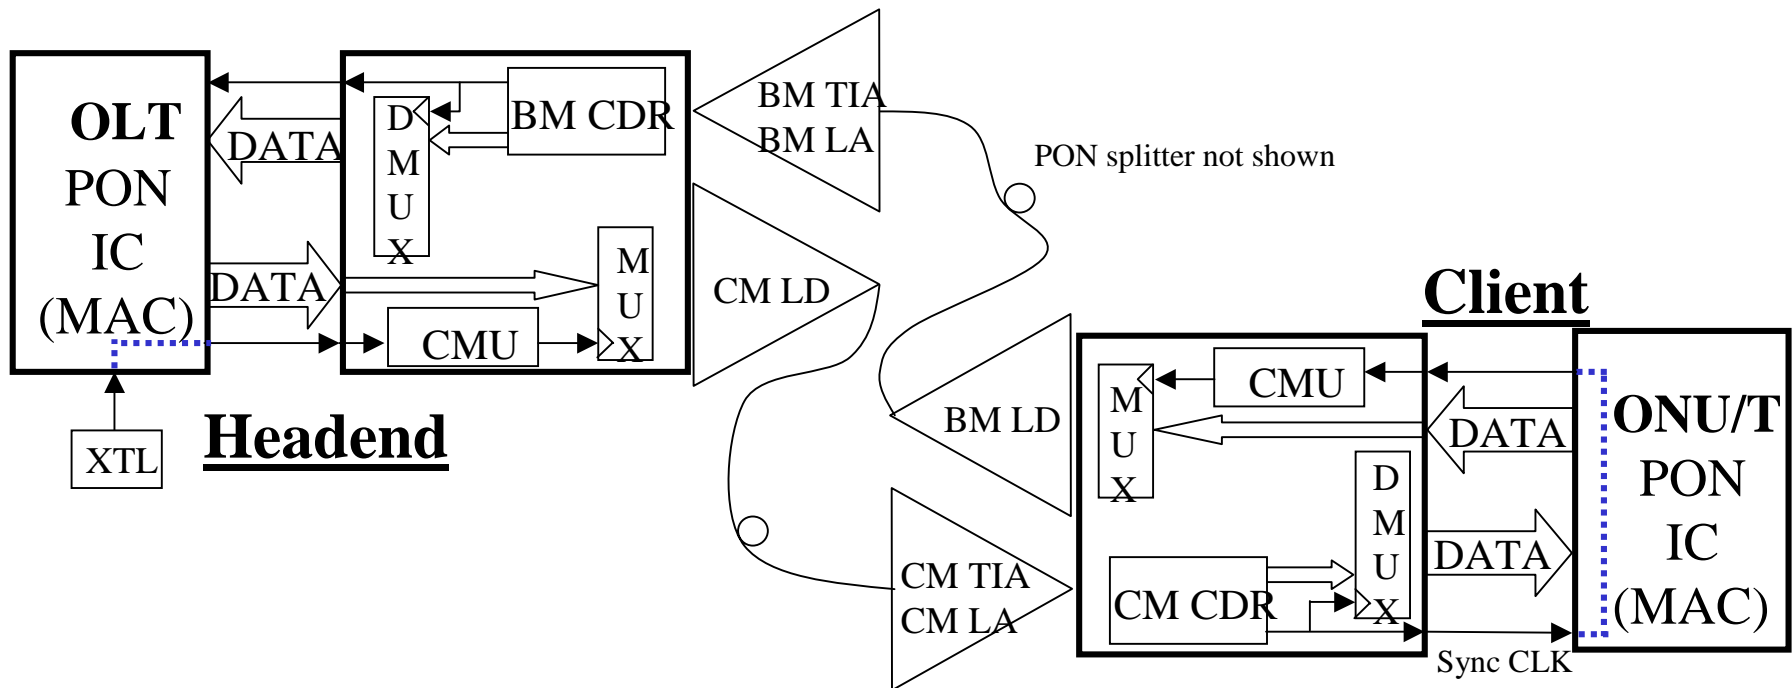 OLT
PON
IC
(MAC)
DATA
DATA
XTL
Headend
D
M
U
X
BM CDR
M
U
X
CMU
BM TIA
BM LA
CM LD
PON splitter not shown
Client
BM LD
CM TIA
CM LA
M
U
X
CMU
D
M
U
X
CM CDR
DATA
DATA
Sync CLK
ONU/T
PON
IC
(MAC)